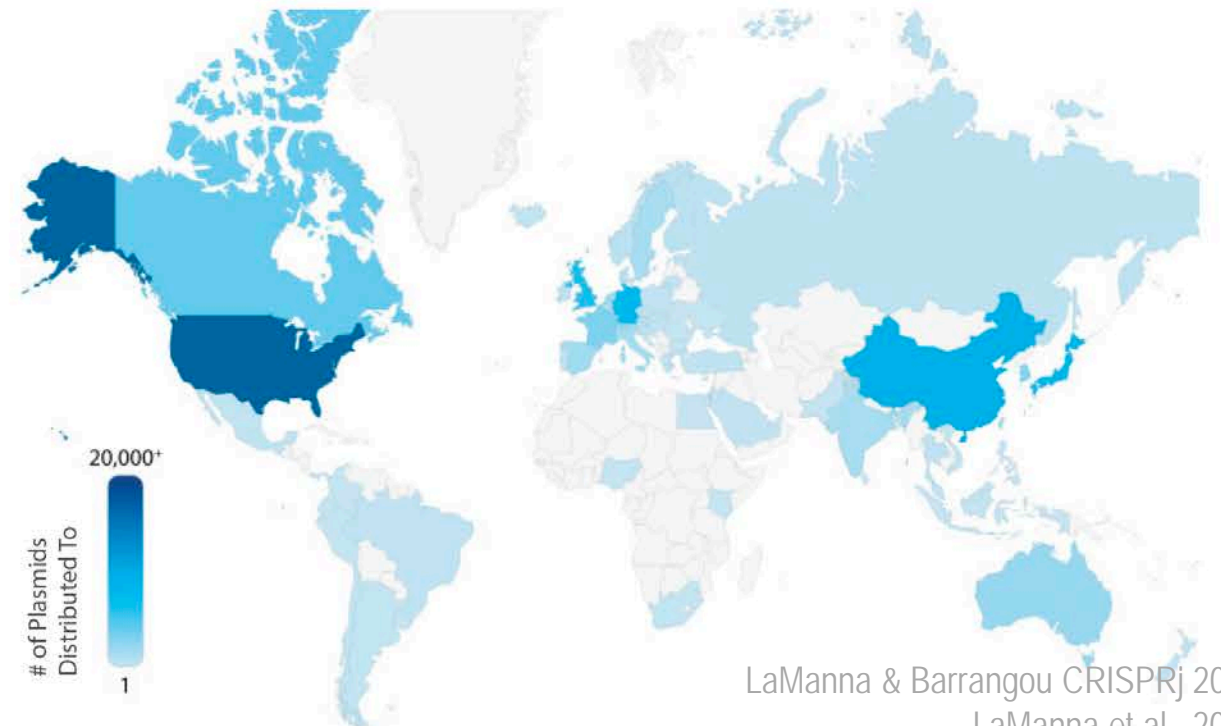 20,000+
# of Plasmids
Distributed To
1
LaManna & Barrangou CRISPRj
LaManna et al